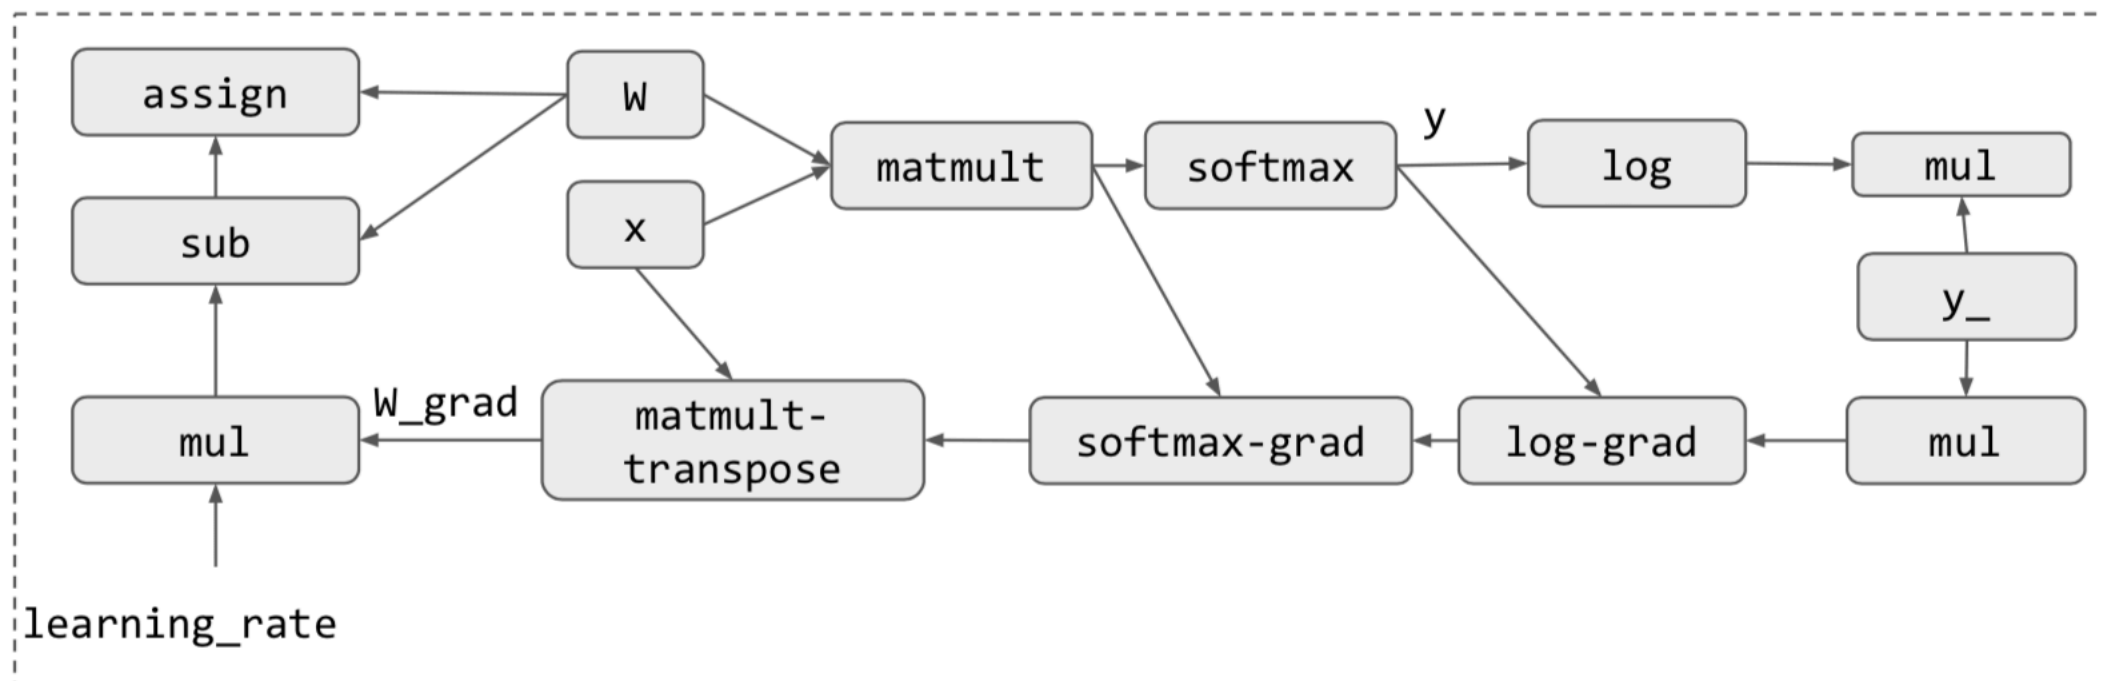 assign
W
x
matmult
softmax
y
log
mul
sub
y_
mul
W_grad
matmult-
transpose
softmax-grad
log-grad
mul
learning_rate